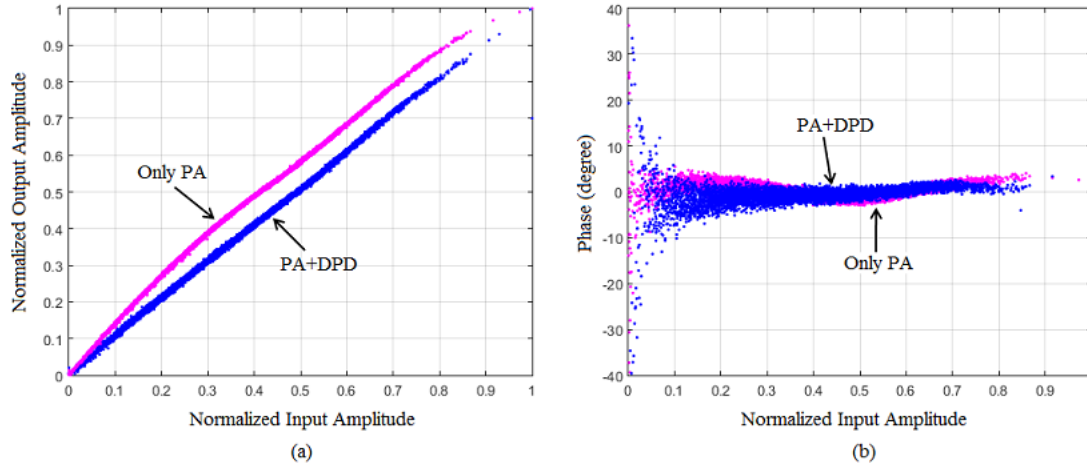 1
0.9
0.8
0.7
0.6
0.5
0.4
0.3
0.2
0.1
0
Normalized Output Amplitude
Only PA
PA+DPD
0 0.1 0.2 0.3 0.4 0.5 0.6 0.7 0.8 0.9 1
Normalized Input Amplitude
(a)
40
30
20
10
0
-10
-20
-30
-40
Phase (degree)
PA+DPD
Only PA
0 0.1 0.2 0.3 0.4 0.5 0.6 0.7 0.8 0.9 1
Normalized Input Amplitude
(b)